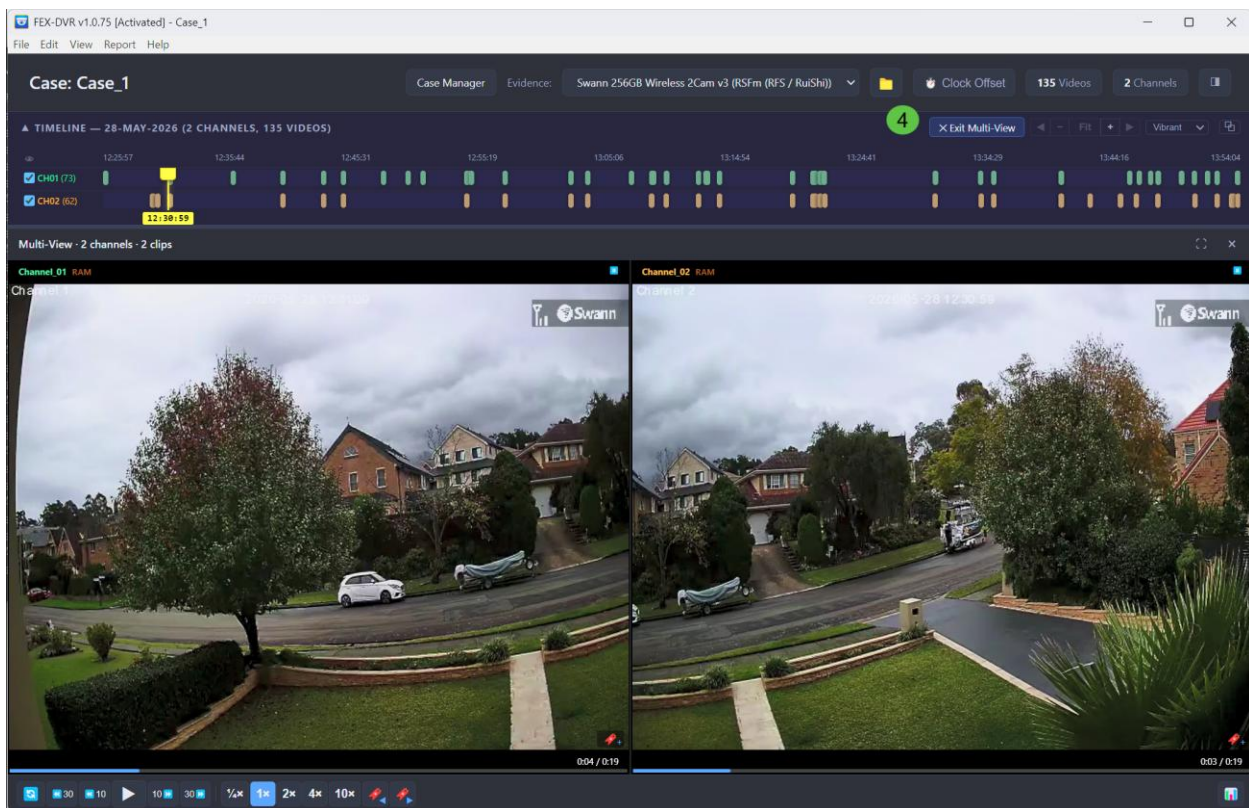 FEX-DVR v1.0.75 [Activated] - Case_1
File Edit View Report Help
Case: Case_1
Case Manager Evidence: Swann 256GB Wireless 2Cam v3 (RSFm (RFS / RuiShi)) Clock Offset 135 Videos 2 Channels
▲ TIMELINE — 28-MAY-2026 (2 CHANNELS, 135 VIDEOS) 4 × Exit Multi-View ◀ − Fit + ▶ Vibrant
12:25:57 12:35:44 12:45:31 12:55:19 13:05:06 13:14:54 13:24:41 13:34:29 13:44:16 13:54:04
CH01 (73)
CH02 (62)
12:30:59
Multi-View · 2 channels · 2 clips
Channel_01 RAM
Channel 1
Swann
0:04 / 0:19
Channel_02 RAM
Channel 2
Swann
0:03 / 0:19
30 10 10 30 ¼× 1× 2× 4× 10×